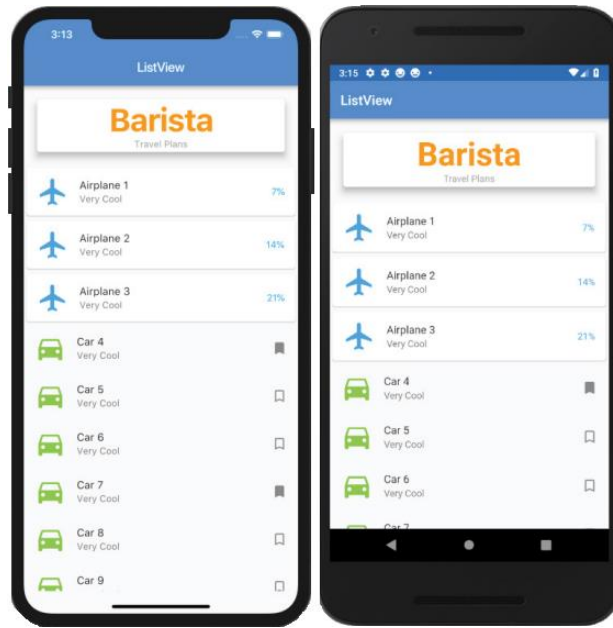 3:13
ListView
Barista
Travel Plans
Airplane 1
Very Cool
7%
Airplane 2
Very Cool
14%
Airplane 3
Very Cool
21%
Car 4
Very Cool
Car 5
Very Cool
Car 6
Very Cool
Car 7
Very Cool
Car 8
Very Cool
Car 9
3:15
ListView
Barista
Travel Plans
Airplane 1
Very Cool
7%
Airplane 2
Very Cool
14%
Airplane 3
Very Cool
21%
Car 4
Very Cool
Car 5
Very Cool
Car 6
Very Cool
Car 7